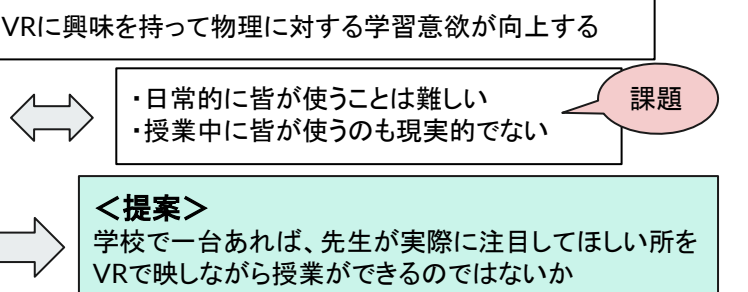 VRに興味を持って物理に対する学習意欲が向上する
・日常的に皆が使うことは難しい
・授業中に皆が使うのも現実的でない
課題
＜提案＞
学校で一台あれば、先生が実際に注目してほしい所を
VRで映しながら授業ができるのではないか